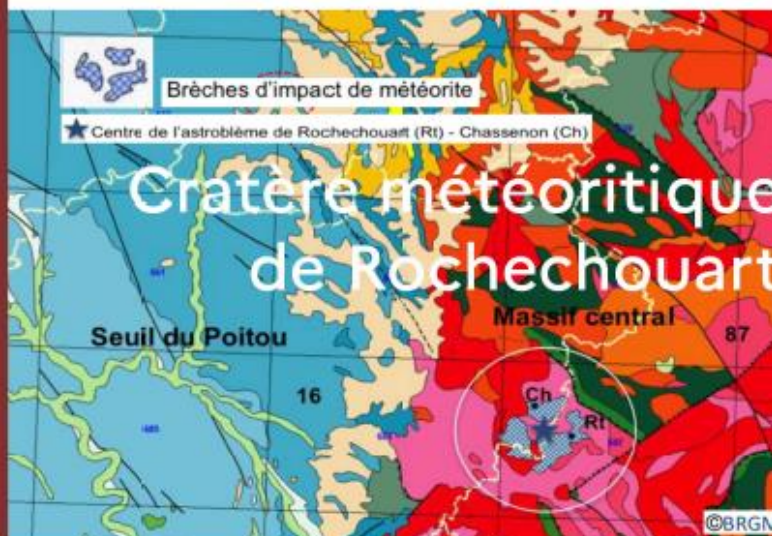 Brèches d'impact de météorite
Centre de l'astroblème de Rochechouart (Rt) - Chassenon (Ch)
Cratère météoritique
de Rochechouart
Massif central
Seuil du Poitou
87
16
Ch
Rt
©BRGM